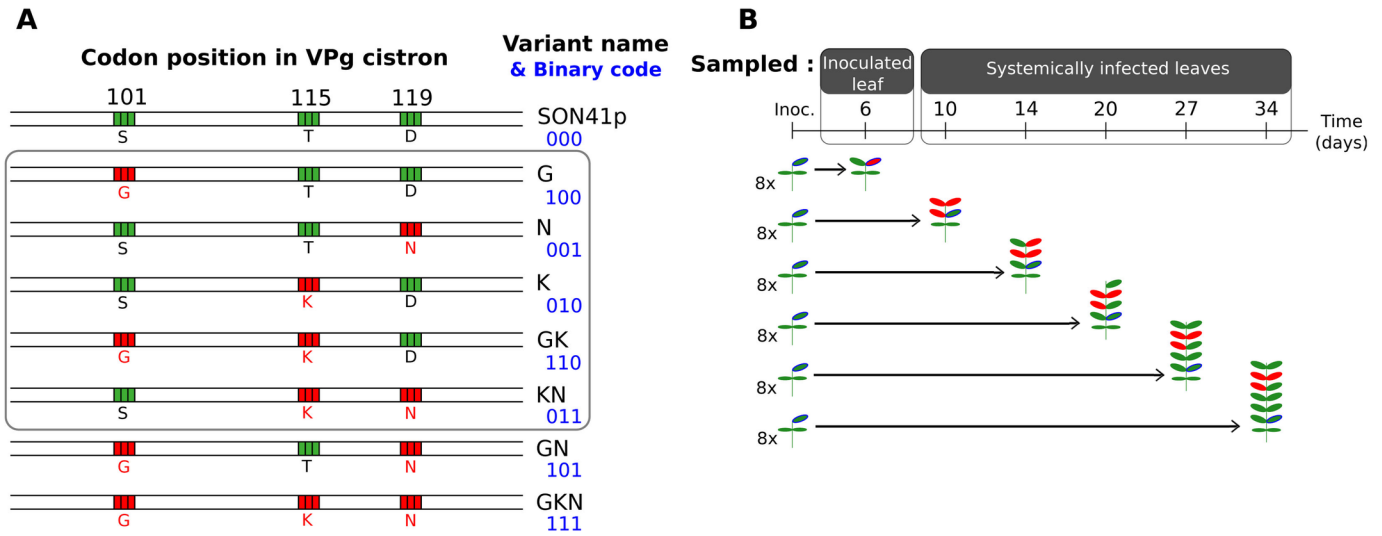 A
Codon position in VPg cistron
Variant name
& Binary code
101 115 119
SON41p
S T D
000
G
G T D
100
N
S T N
001
K
S K D
010
GK
G K D
110
KN
S K N
011
GN
G T N
101
GKN
G K N
111
B
Sampled :
Inoculated
leaf
Systemically infected leaves
Inoc. 6 10 14 20 27 34
Time
(days)
8x
8x
8x
8x
8x
8x